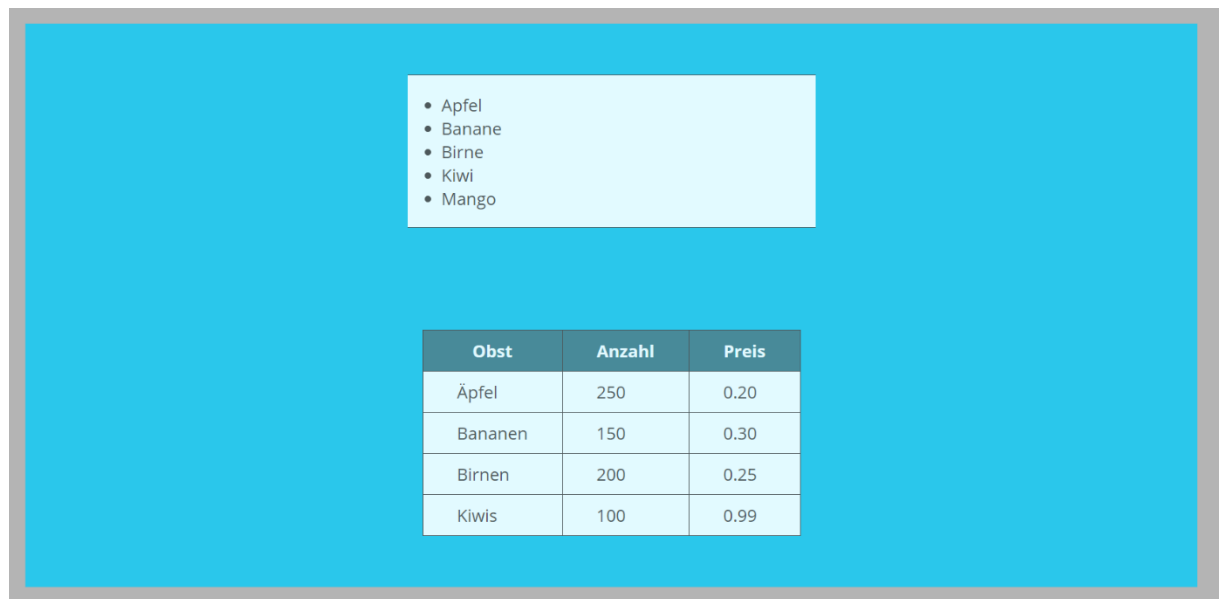 Apfel
Banane
Birne
Kiwi
Mango
Obst Anzahl Preis
Äpfel 250 0.20
Bananen 150 0.30
Birnen 200 0.25
Kiwis 100 0.99